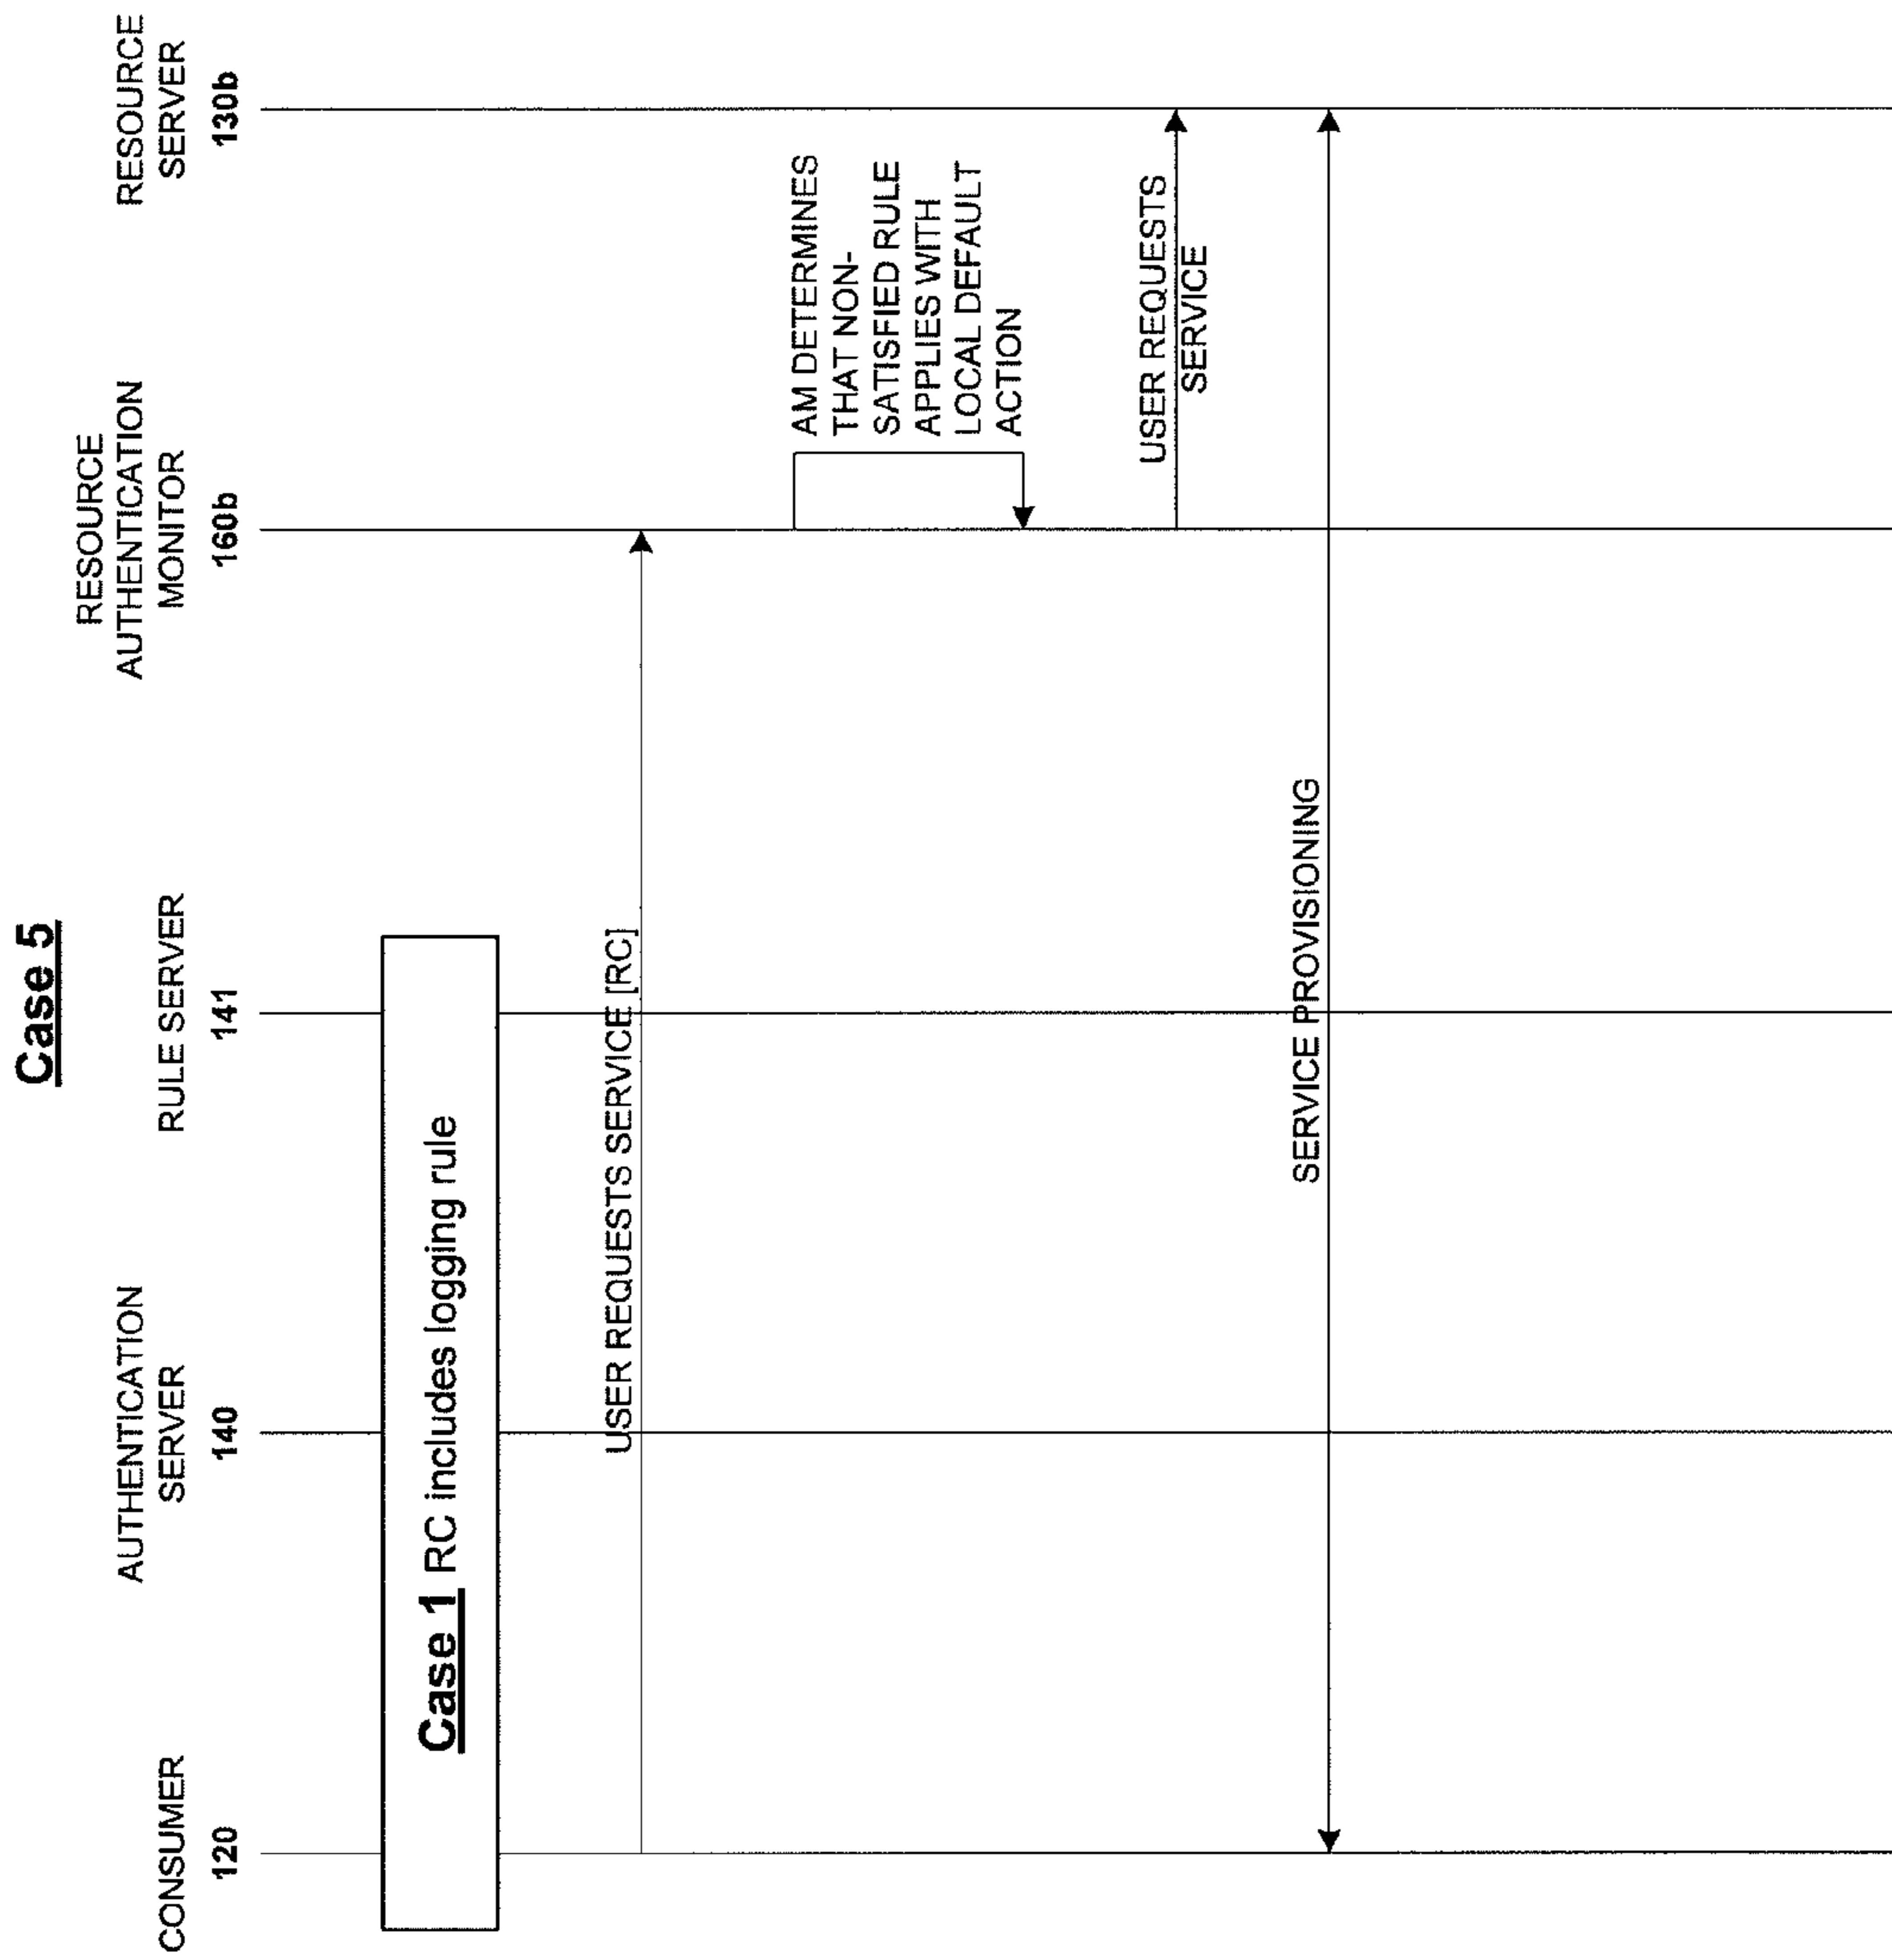 Case 5
CONSUMER
120
AUTHENTICATION
SERVER
140
RULE SERVER
141
RESOURCE
AUTHENTICATION
MONITOR
160b
RESOURCE
SERVER
130b
Case 1 RC includes logging rule
USER REQUESTS SERVICE [RC]
AM DETERMINES
THAT NON-
SATISFIED RULE
APPLIES WITH
LOCAL DEFAULT
ACTION
USER REQUESTS
SERVICE
SERVICE PROVISIONING